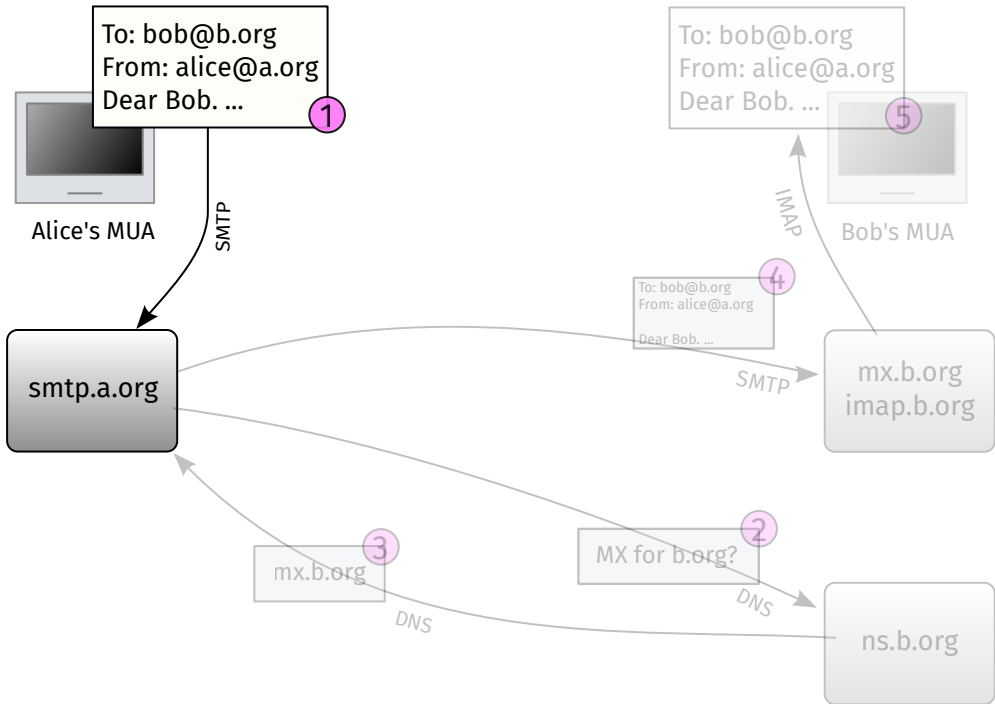 To: bob@b.org
From: alice@a.org
Dear Bob. ...
1
Alice's MUA
SMTP
smtp.a.org
To: bob@b.org
From: alice@a.org
Dear Bob. ...
5
Bob's MUA
IMAP
To: bob@b.org
From: alice@a.org
Dear Bob. ...
4
SMTP
mx.b.org
imap.b.org
MX for b.org?
2
DNS
mx.b.org
3
DNS
ns.b.org